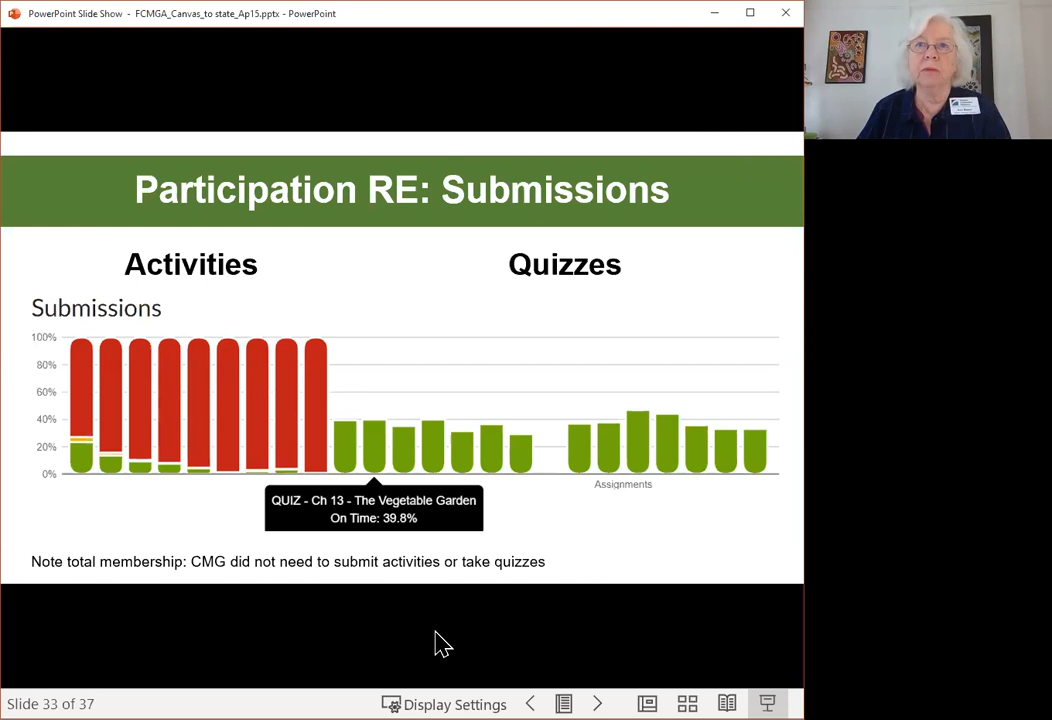 PowerPoint Slide Show - FCMGA_Canvas_to state_Ap15.pptx - PowerPoint
Participation RE: Submissions
Activities
Quizzes
Submissions
100%
80%
60%
40%
20%
0%
Assignments
QUIZ - Ch 13 - The Vegetable Garden
On Time: 39.8%
Note total membership: CMG did not need to submit activities or take quizzes
Slide 33 of 37
Display Settings